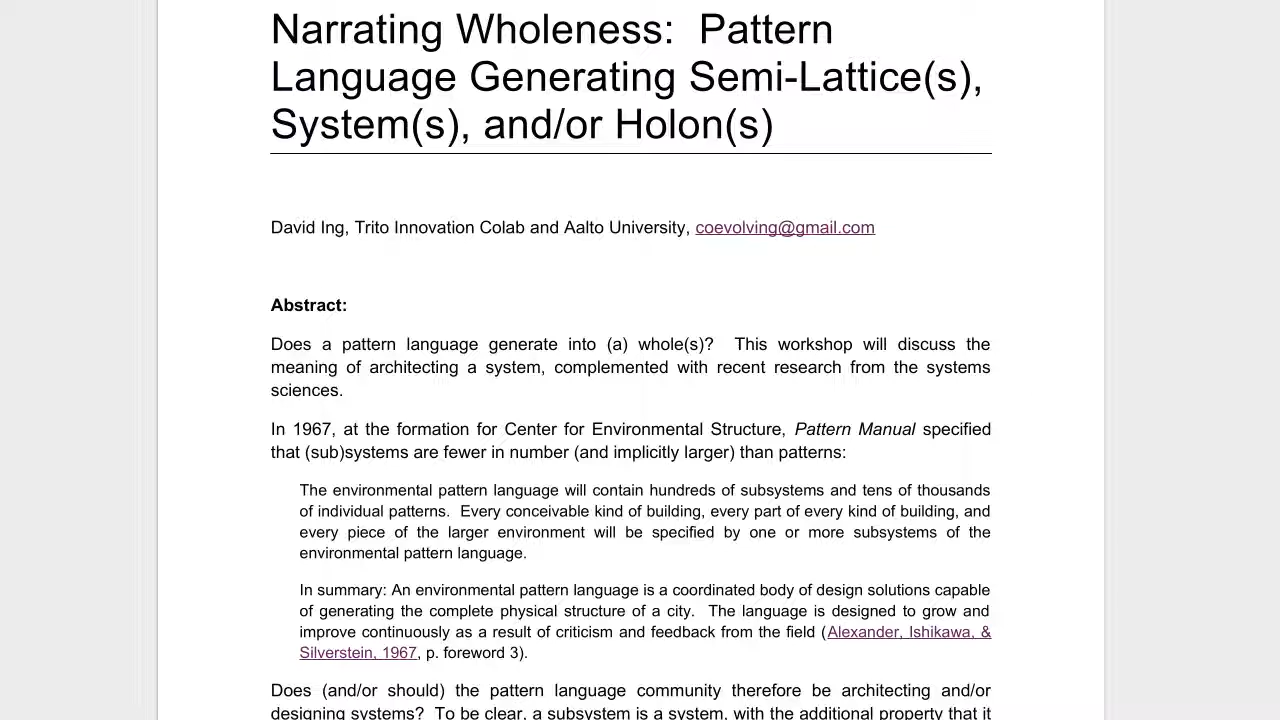 Narrating Wholeness:  Pattern
Language Generating Semi-Lattice(s),
System(s), and/or Holon(s)
David Ing, Trito Innovation Colab and Aalto University, coevolving@gmail.com
Abstract:
Does a pattern language generate into (a) whole(s)?  This workshop will discuss the
meaning of architecting a system, complemented with recent research from the systems
sciences.
In 1967, at the formation for Center for Environmental Structure, Pattern Manual specified
that (sub)systems are fewer in number (and implicitly larger) than patterns:
The environmental pattern language will contain hundreds of subsystems and tens of thousands
of individual patterns.  Every conceivable kind of building, every part of every kind of building, and
every piece of the larger environment will be specified by one or more subsystems of the
environmental pattern language.
In summary: An environmental pattern language is a coordinated body of design solutions capable
of generating the complete physical structure of a city.  The language is designed to grow and
improve continuously as a result of criticism and feedback from the field (Alexander, Ishikawa, &
Silverstein, 1967, p. foreword 3).
Does (and/or should) the pattern language community therefore be architecting and/or
designing systems?  To be clear, a subsystem is a system, with the additional property that it